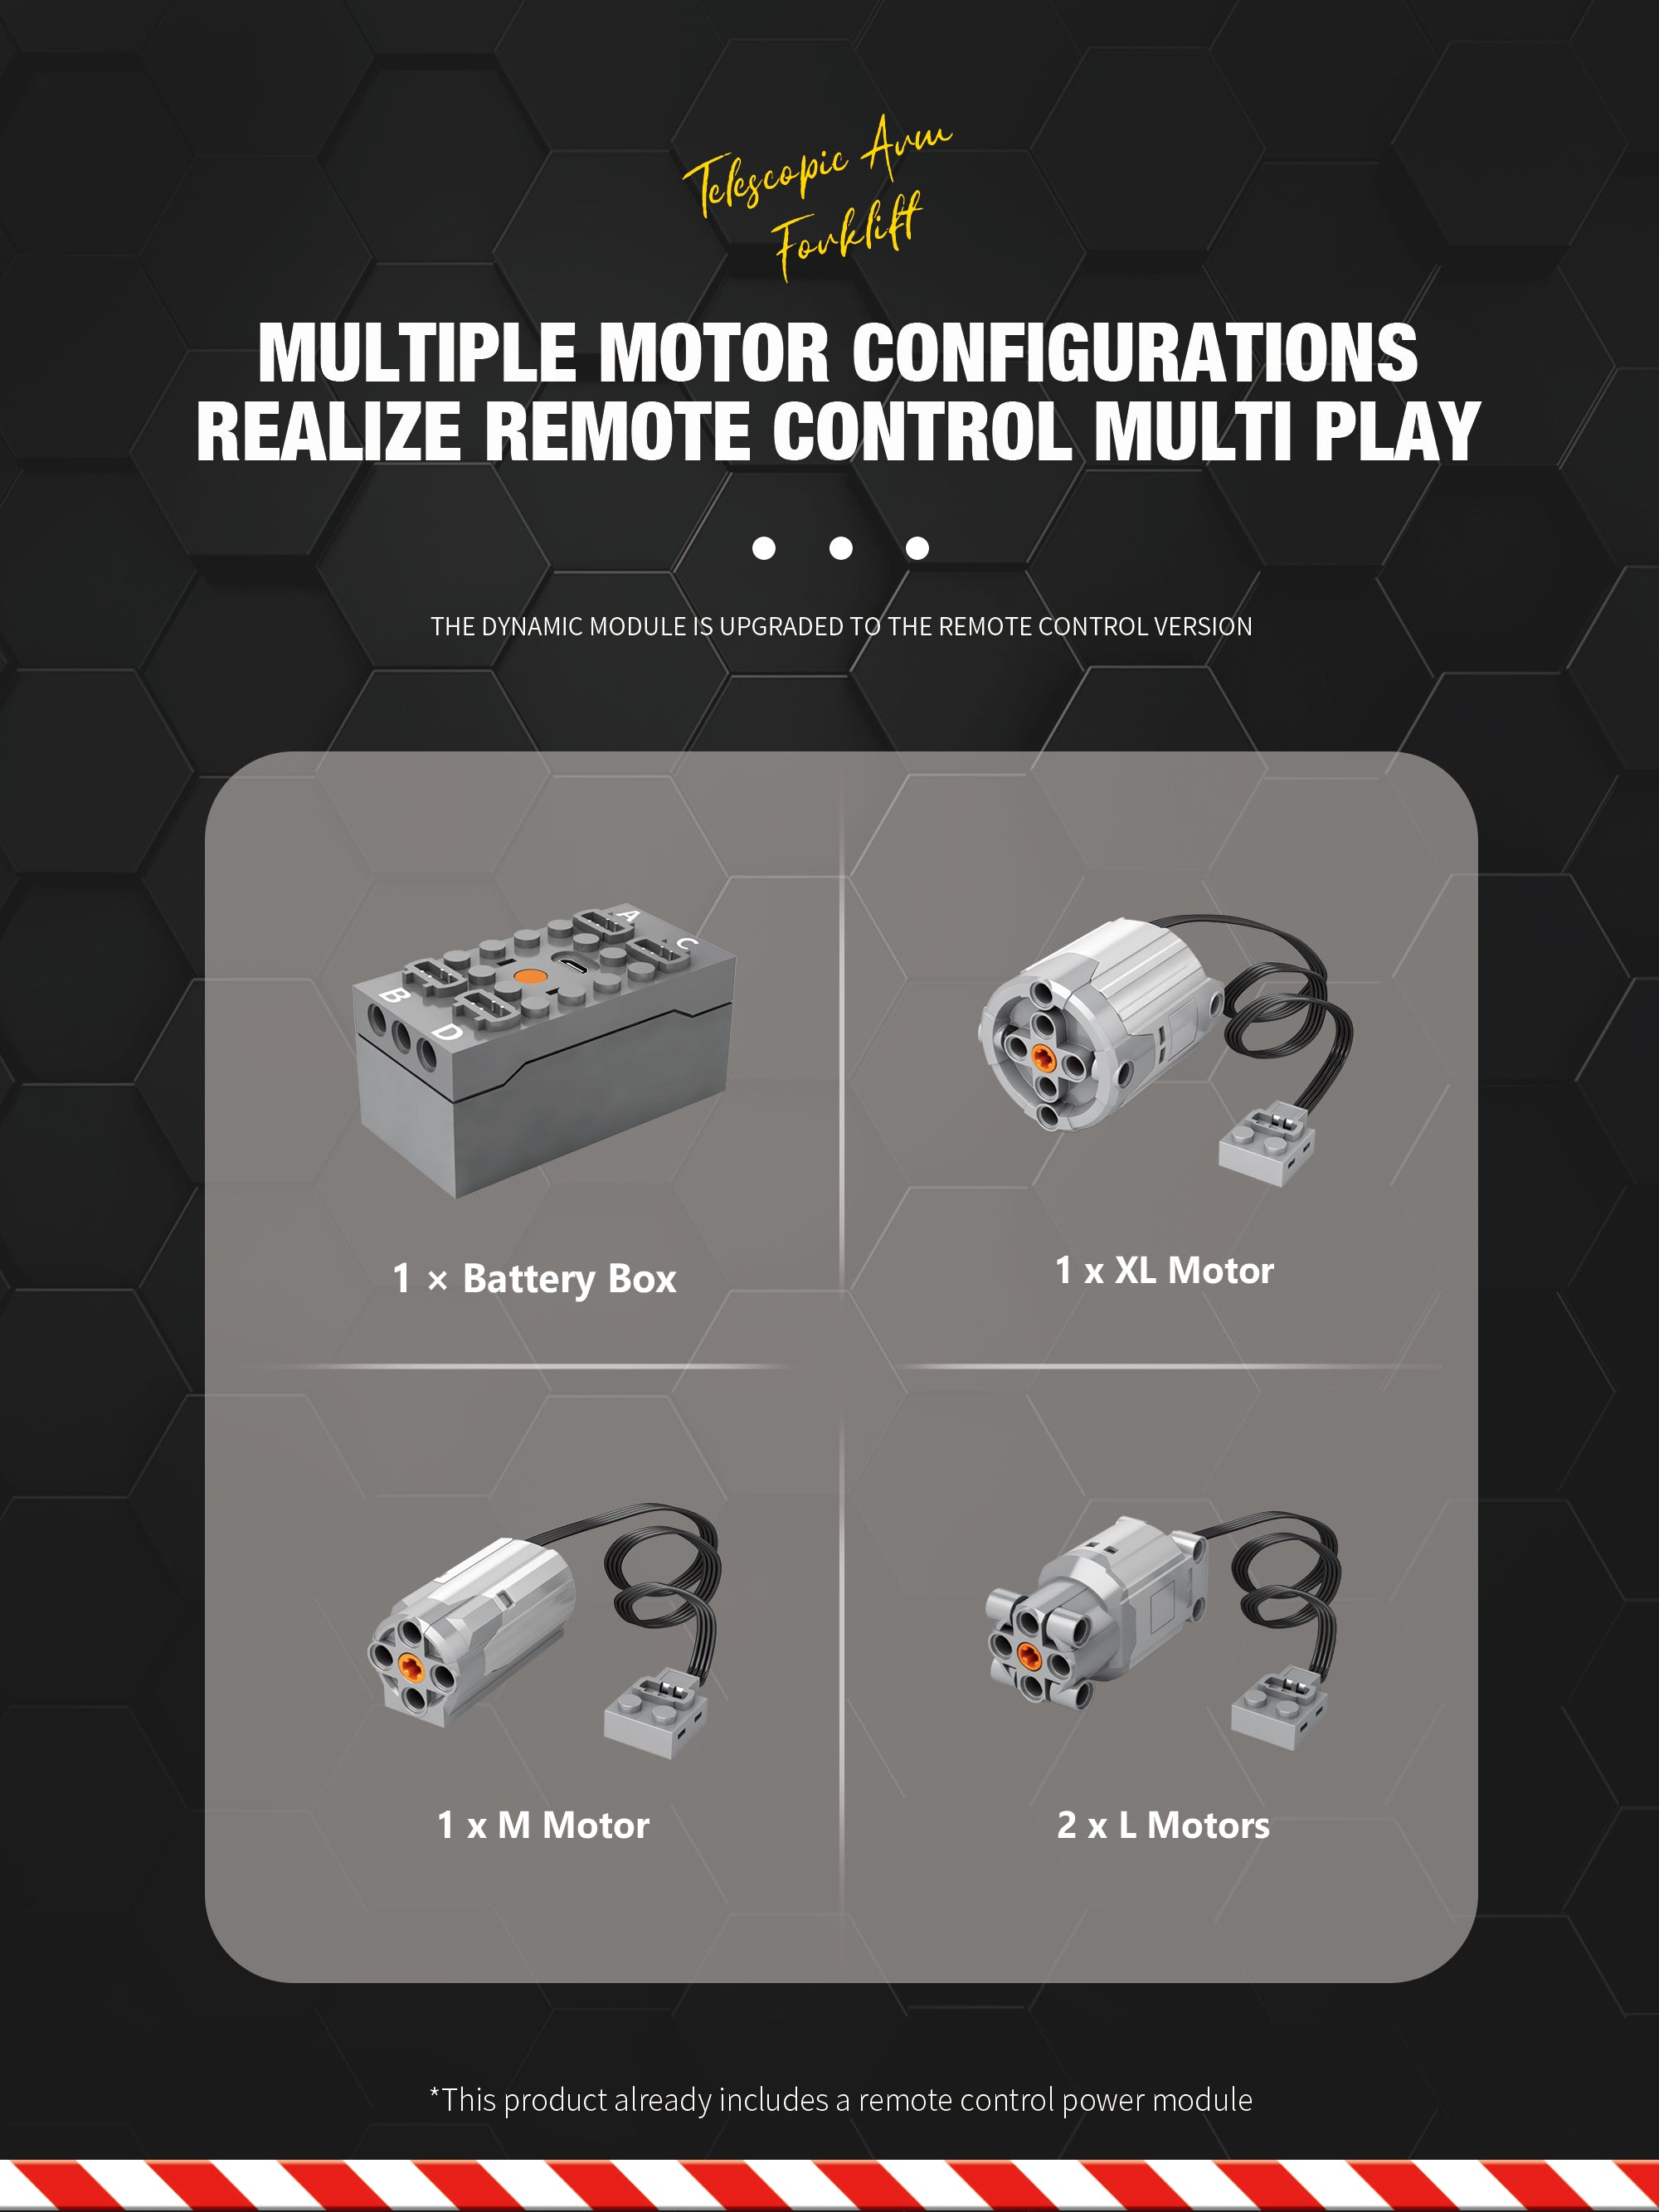 Telescopic Arm
Forklift
MULTIPLE MOTOR CONFIGURATIONS
REALIZE REMOTE CONTROL MULTI PLAY
THE DYNAMIC MODULE IS UPGRADED TO THE REMOTE CONTROL VERSION
A
C
B
D
1 × Battery Box
1 x XL Motor
1 x M Motor
2 x L Motors
*This product already includes a remote control power module